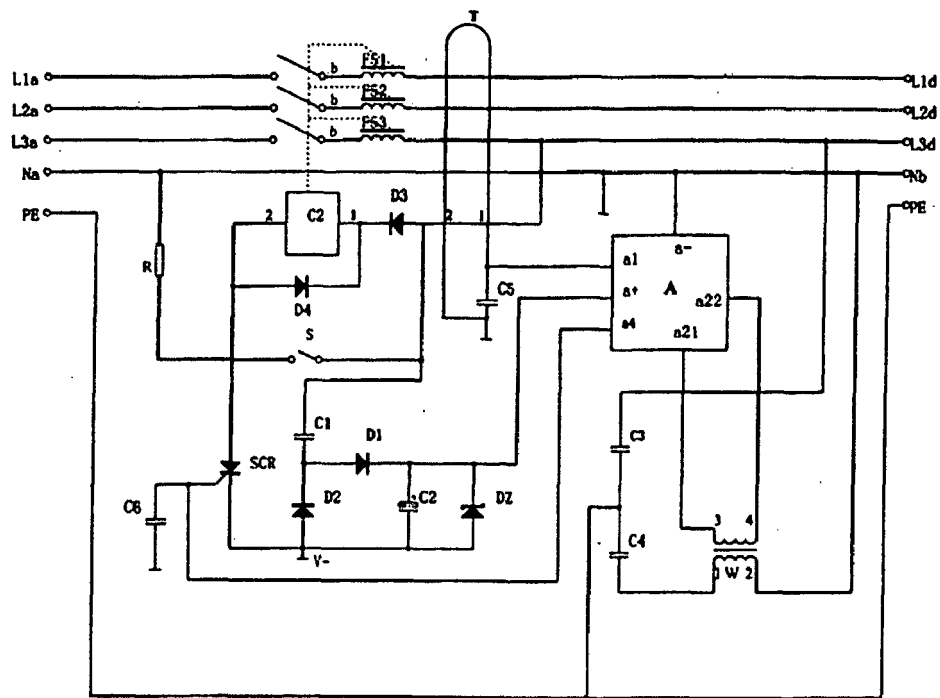 T
b FS1
L1a L1d
b FS2
L2a L2d
b FS3
L3a L3d
Na Nb
PE 2 C2 1 D3 2 1 PE
a-
a1
R C5 a+ A a22
D4 a4
S a21
C1
D1 C3
SCR
C6 D2 C2 DZ
3 4
V- C4
1 W 2